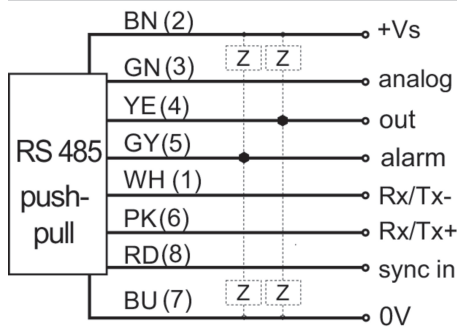 BN (2) +Vs
Z Z
GN (3) analog
YE (4) out
GY (5) alarm
RS 485
push-
pull
WH (1) Rx/Tx-
PK (6) Rx/Tx+
RD (8) sync in
Z Z
BU (7) 0V